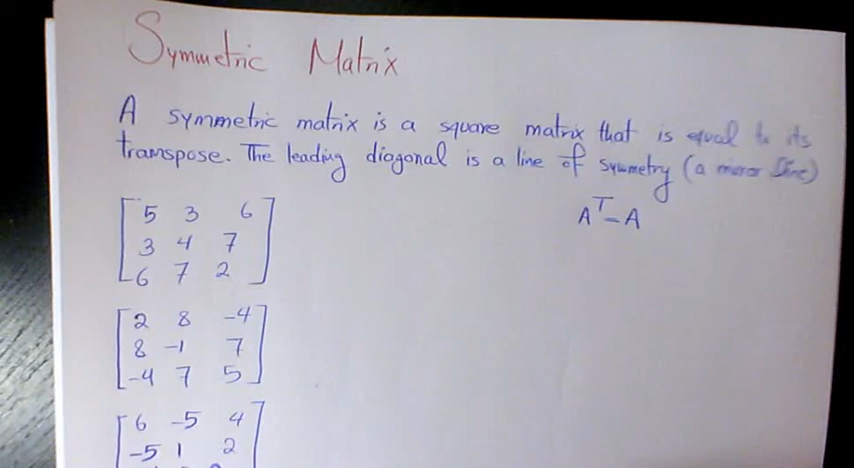 Symmetric Matrix
A symmetric matrix is a square matrix that is equal to its
transpose. The leading diagonal is a line of symmetry (a miror line)
A^T = A
5 3 6
3 4 7
6 7 2
2 8 -4
8 -1 7
-4 7 5
6 -5 4
-5 1 2